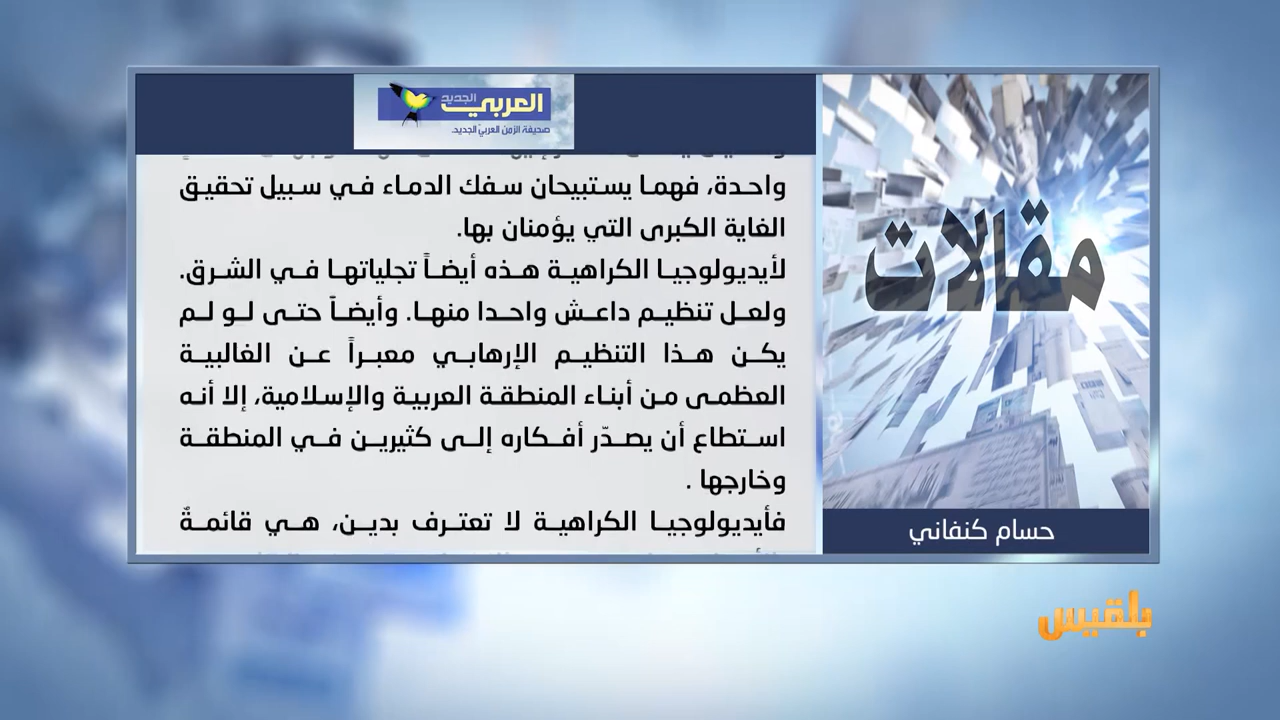 العربي الجديد
صحيفة الزمن العربيّ الجديد.
واحدة، فهما يستبيحان سفك الدماء في سبيل تحقيق
الغاية الكبرى التي يؤمنان بها.
لأيديولوجيا الكراهية هذه أيضاً تجلياتها في الشرق.
ولعل تنظيم داعش واحدا منها. وأيضاً حتى لو لم
يكن هذا التنظيم الإرهابي معبراً عن الغالبية
العظمى من أبناء المنطقة العربية والإسلامية، إلا أنه
استطاع أن يصدّر أفكاره إلى كثيرين في المنطقة
وخارجها .
فأيديولوجيا الكراهية لا تعترف بدين، هي قائمةٌ
مقالات
حسام كنفاني
بلقيس